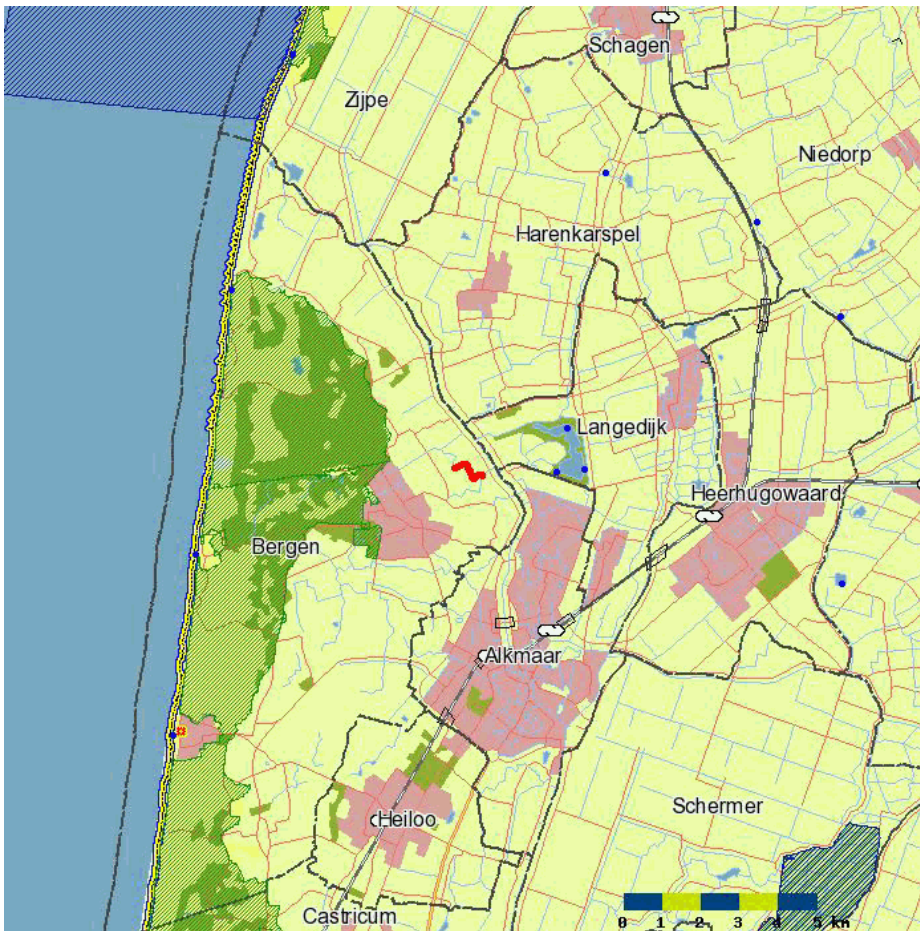 Schagen
Zijpe
Niedorp
Harenkarspel
Langedijk
Heerhugowaard
Bergen
Alkmaar
Schermer
Heiloo
Castricum
0 1 2 3 4 5 km